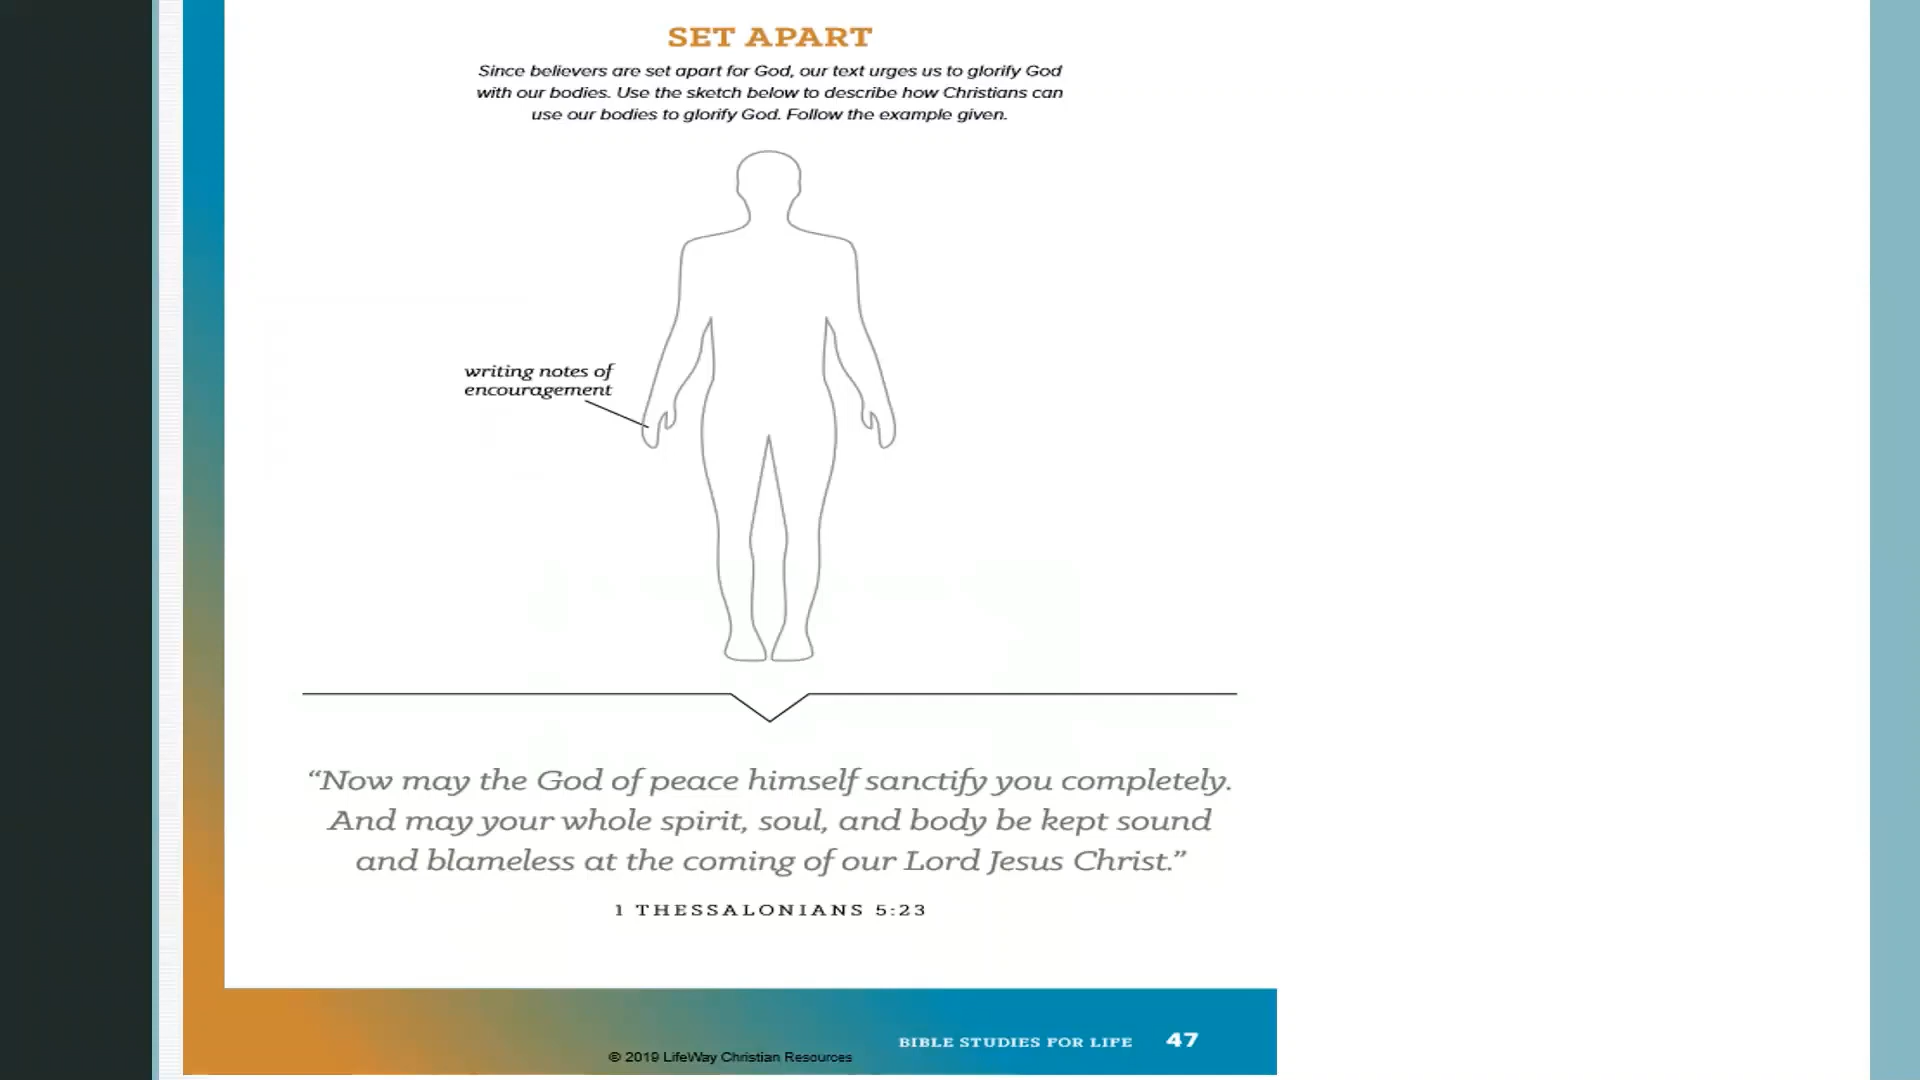 SET APART
Since believers are set apart for God, our text urges us to glorify God
with our bodies. Use the sketch below to describe how Christians can
use our bodies to glorify God. Follow the example given.
writing notes of
encouragement
“Now may the God of peace himself sanctify you completely.
And may your whole spirit, soul, and body be kept sound
and blameless at the coming of our Lord Jesus Christ.”
1 THESSALONIANS 5:23
BIBLE STUDIES FOR LIFE 47
© 2019 LifeWay Christian Resources